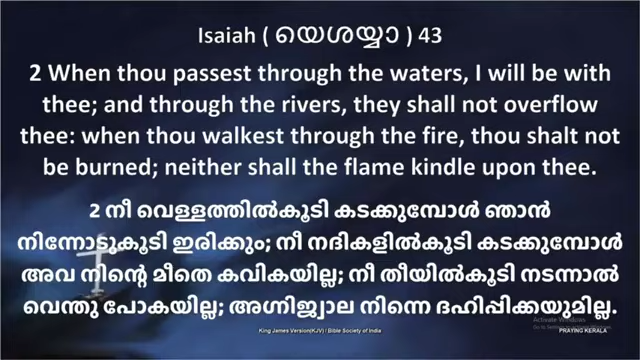 Isaiah ( യെശയ്യാ ) 43
2 When thou passest through the waters, I will be with
thee; and through the rivers, they shall not overflow
thee: when thou walkest through the fire, thou shalt not
be burned; neither shall the flame kindle upon thee.
2 നീ വെള്ളത്തിൽകൂടി കടക്കുമ്പോൾ ഞാൻ
നിന്നോടുകൂടി ഇരിക്കും; നീ നദികളിൽകൂടി കടക്കുമ്പോൾ
അവ നിന്റെ മീതെ കവികയില്ല; നീ തീയിൽകൂടി നടന്നാൽ
വെന്തു പോകയില്ല; അഗ്നിജ്വാല നിന്നെ ദഹിപ്പിക്കയുമില്ല.
Activate Windows
King James Version(KJV) | Bible Society of India
PRAYING KERALA